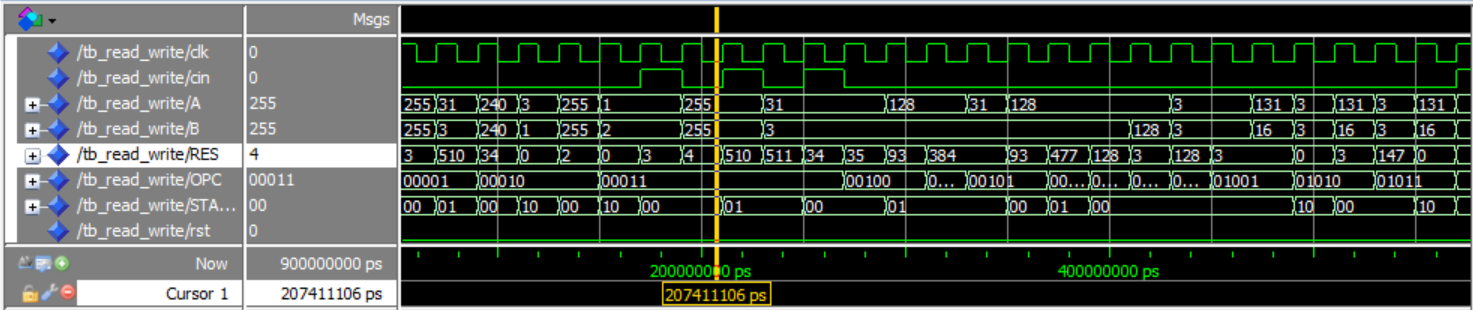 Msgs
/tb_read_write/clk 0
/tb_read_write/cin 0
/tb_read_write/A 255 255 31 240 3 255 1 255 31 128 31 128 3 131 3 131 3 131
/tb_read_write/B 255 255 3 240 1 255 2 255 3 128 3 16 3 16 3 16
/tb_read_write/RES 4 3 510 34 0 2 0 3 4 510 511 34 35 93 384 93 477 128 3 128 3 0 3 147 0
/tb_read_write/OPC 00011 00001 00010 00011 00100 0... 00101 00... 0... 0... 0... 01001 01010 01011
/tb_read_write/STA... 00 00 01 00 10 00 10 00 01 00 01 00 01 00 10 00 10
/tb_read_write/rst 0
Now 900000000 ps 200000000 ps 400000000 ps
Cursor 1 207411106 ps 207411106 ps